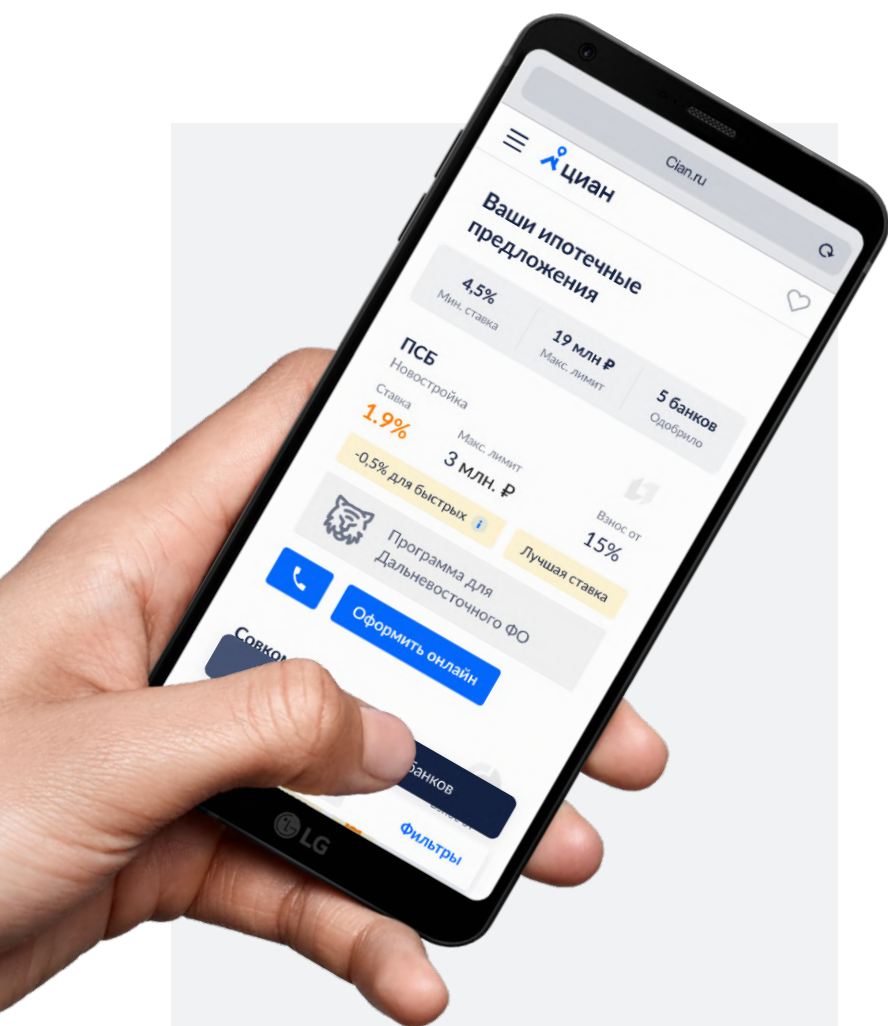 Cian.ru
циан
Ваши ипотечные
предложения
4,5%
Мин. ставка
19 млн ₽
Макс. лимит
5 банков
Одобрило
ПСБ
Новостройка
Ставка
1.9%
Макс. лимит
3 млн. ₽
Взнос от
15%
-0,5% для быстрых i
Лучшая ставка
Программа для
Дальневосточного ФО
Оформить онлайн
банков
Фильтры
LG